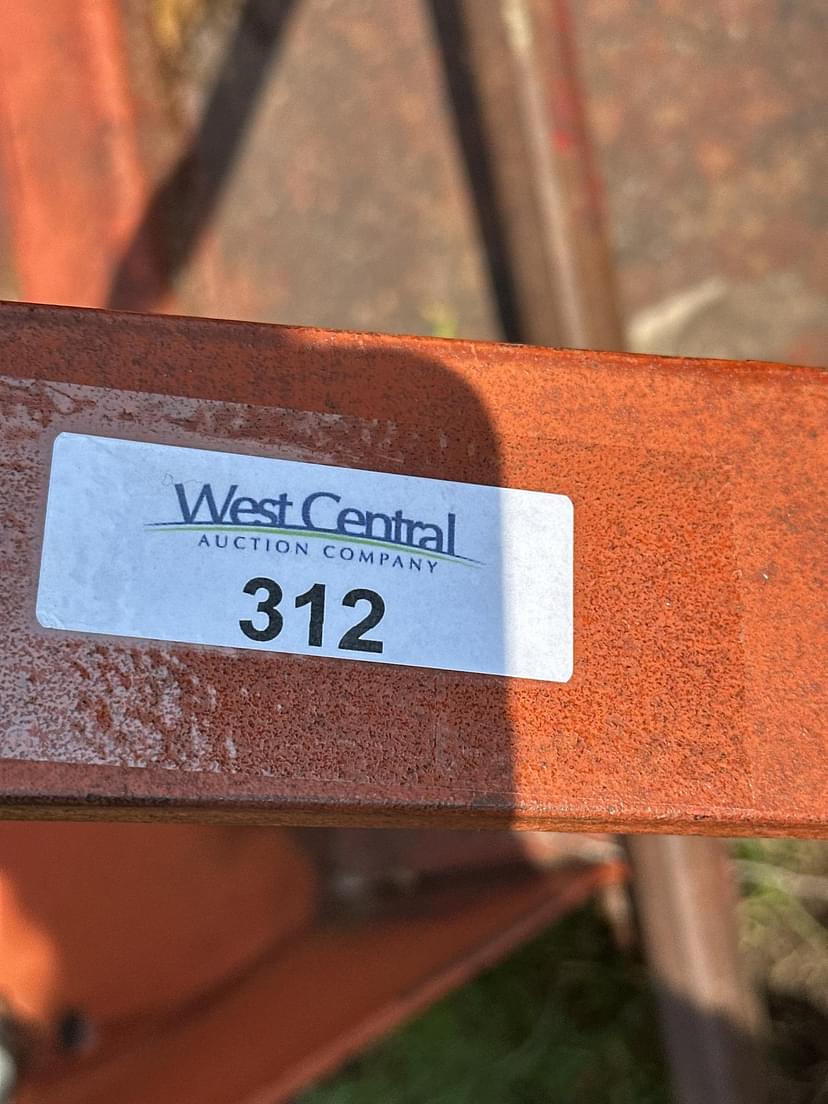 West Central
AUCTION COMPANY
312